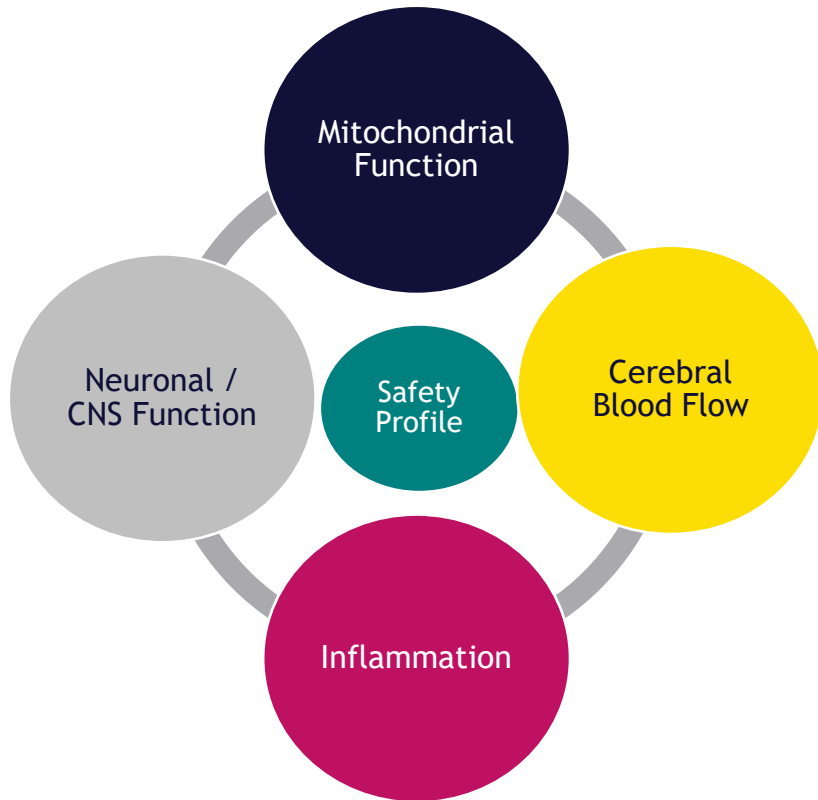 Mitochondrial
Function
Neuronal /
CNS Function
Safety
Profile
Cerebral
Blood Flow
Inflammation